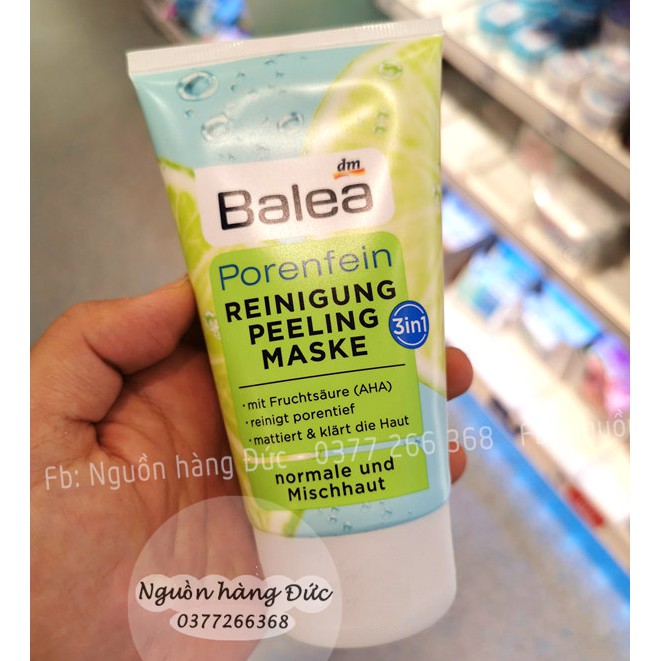 dm
Balea
Porenfein
REINIGUNG
PEELING
MASKE
3in1
• mit Fruchtsäure (AHA)
• reinigt porentief
• mattiert & klärt die Haut
Fb: Nguồn hàng Đức 0377 266 368 Fb:
normale und
Mischhaut
Nguồn hàng Đức
0377266368